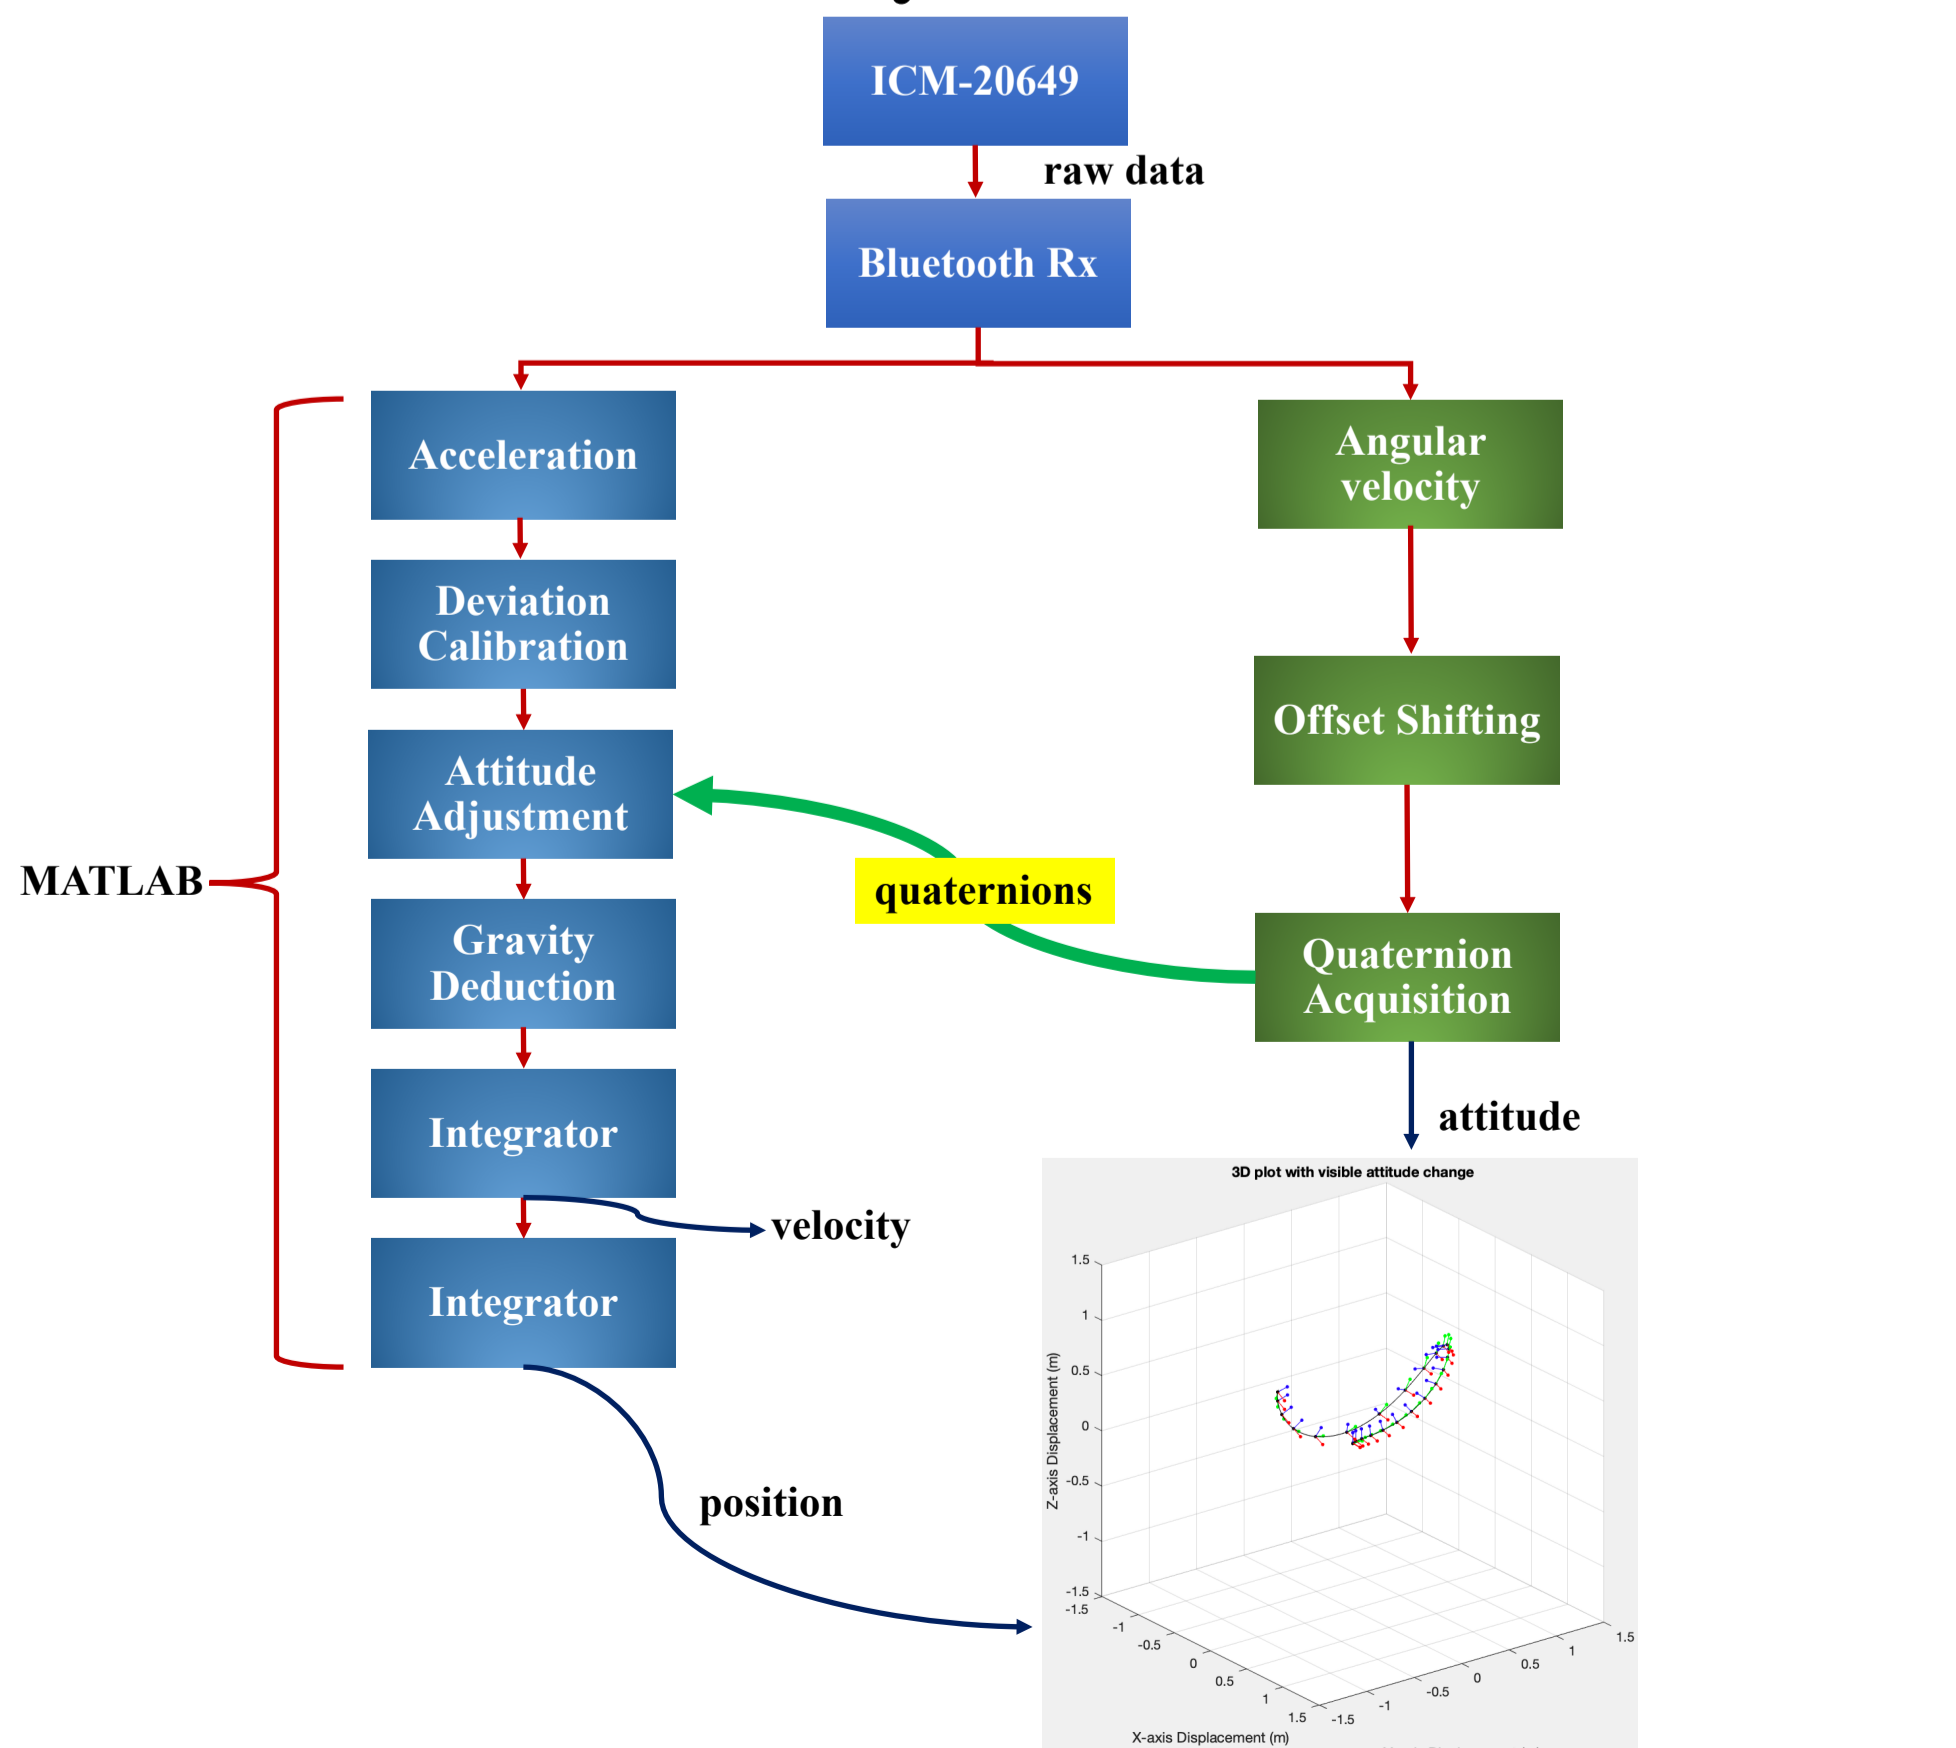 ICM-20649
raw data
Bluetooth Rx
Acceleration
Angular
velocity
Deviation
Calibration
Offset Shifting
Attitude
Adjustment
MATLAB
quaternions
Gravity
Deduction
Quaternion
Acquisition
Integrator
attitude
velocity
Integrator
position
3D plot with visible attitude change
1.5
1
0.5
0
-0.5
-1
-1.5
Z-axis Displacement (m)
-1.5
-1
-0.5
0
0.5
1
1.5
X-axis Displacement (m)
-1.5
-1
-0.5
0
0.5
1
1.5